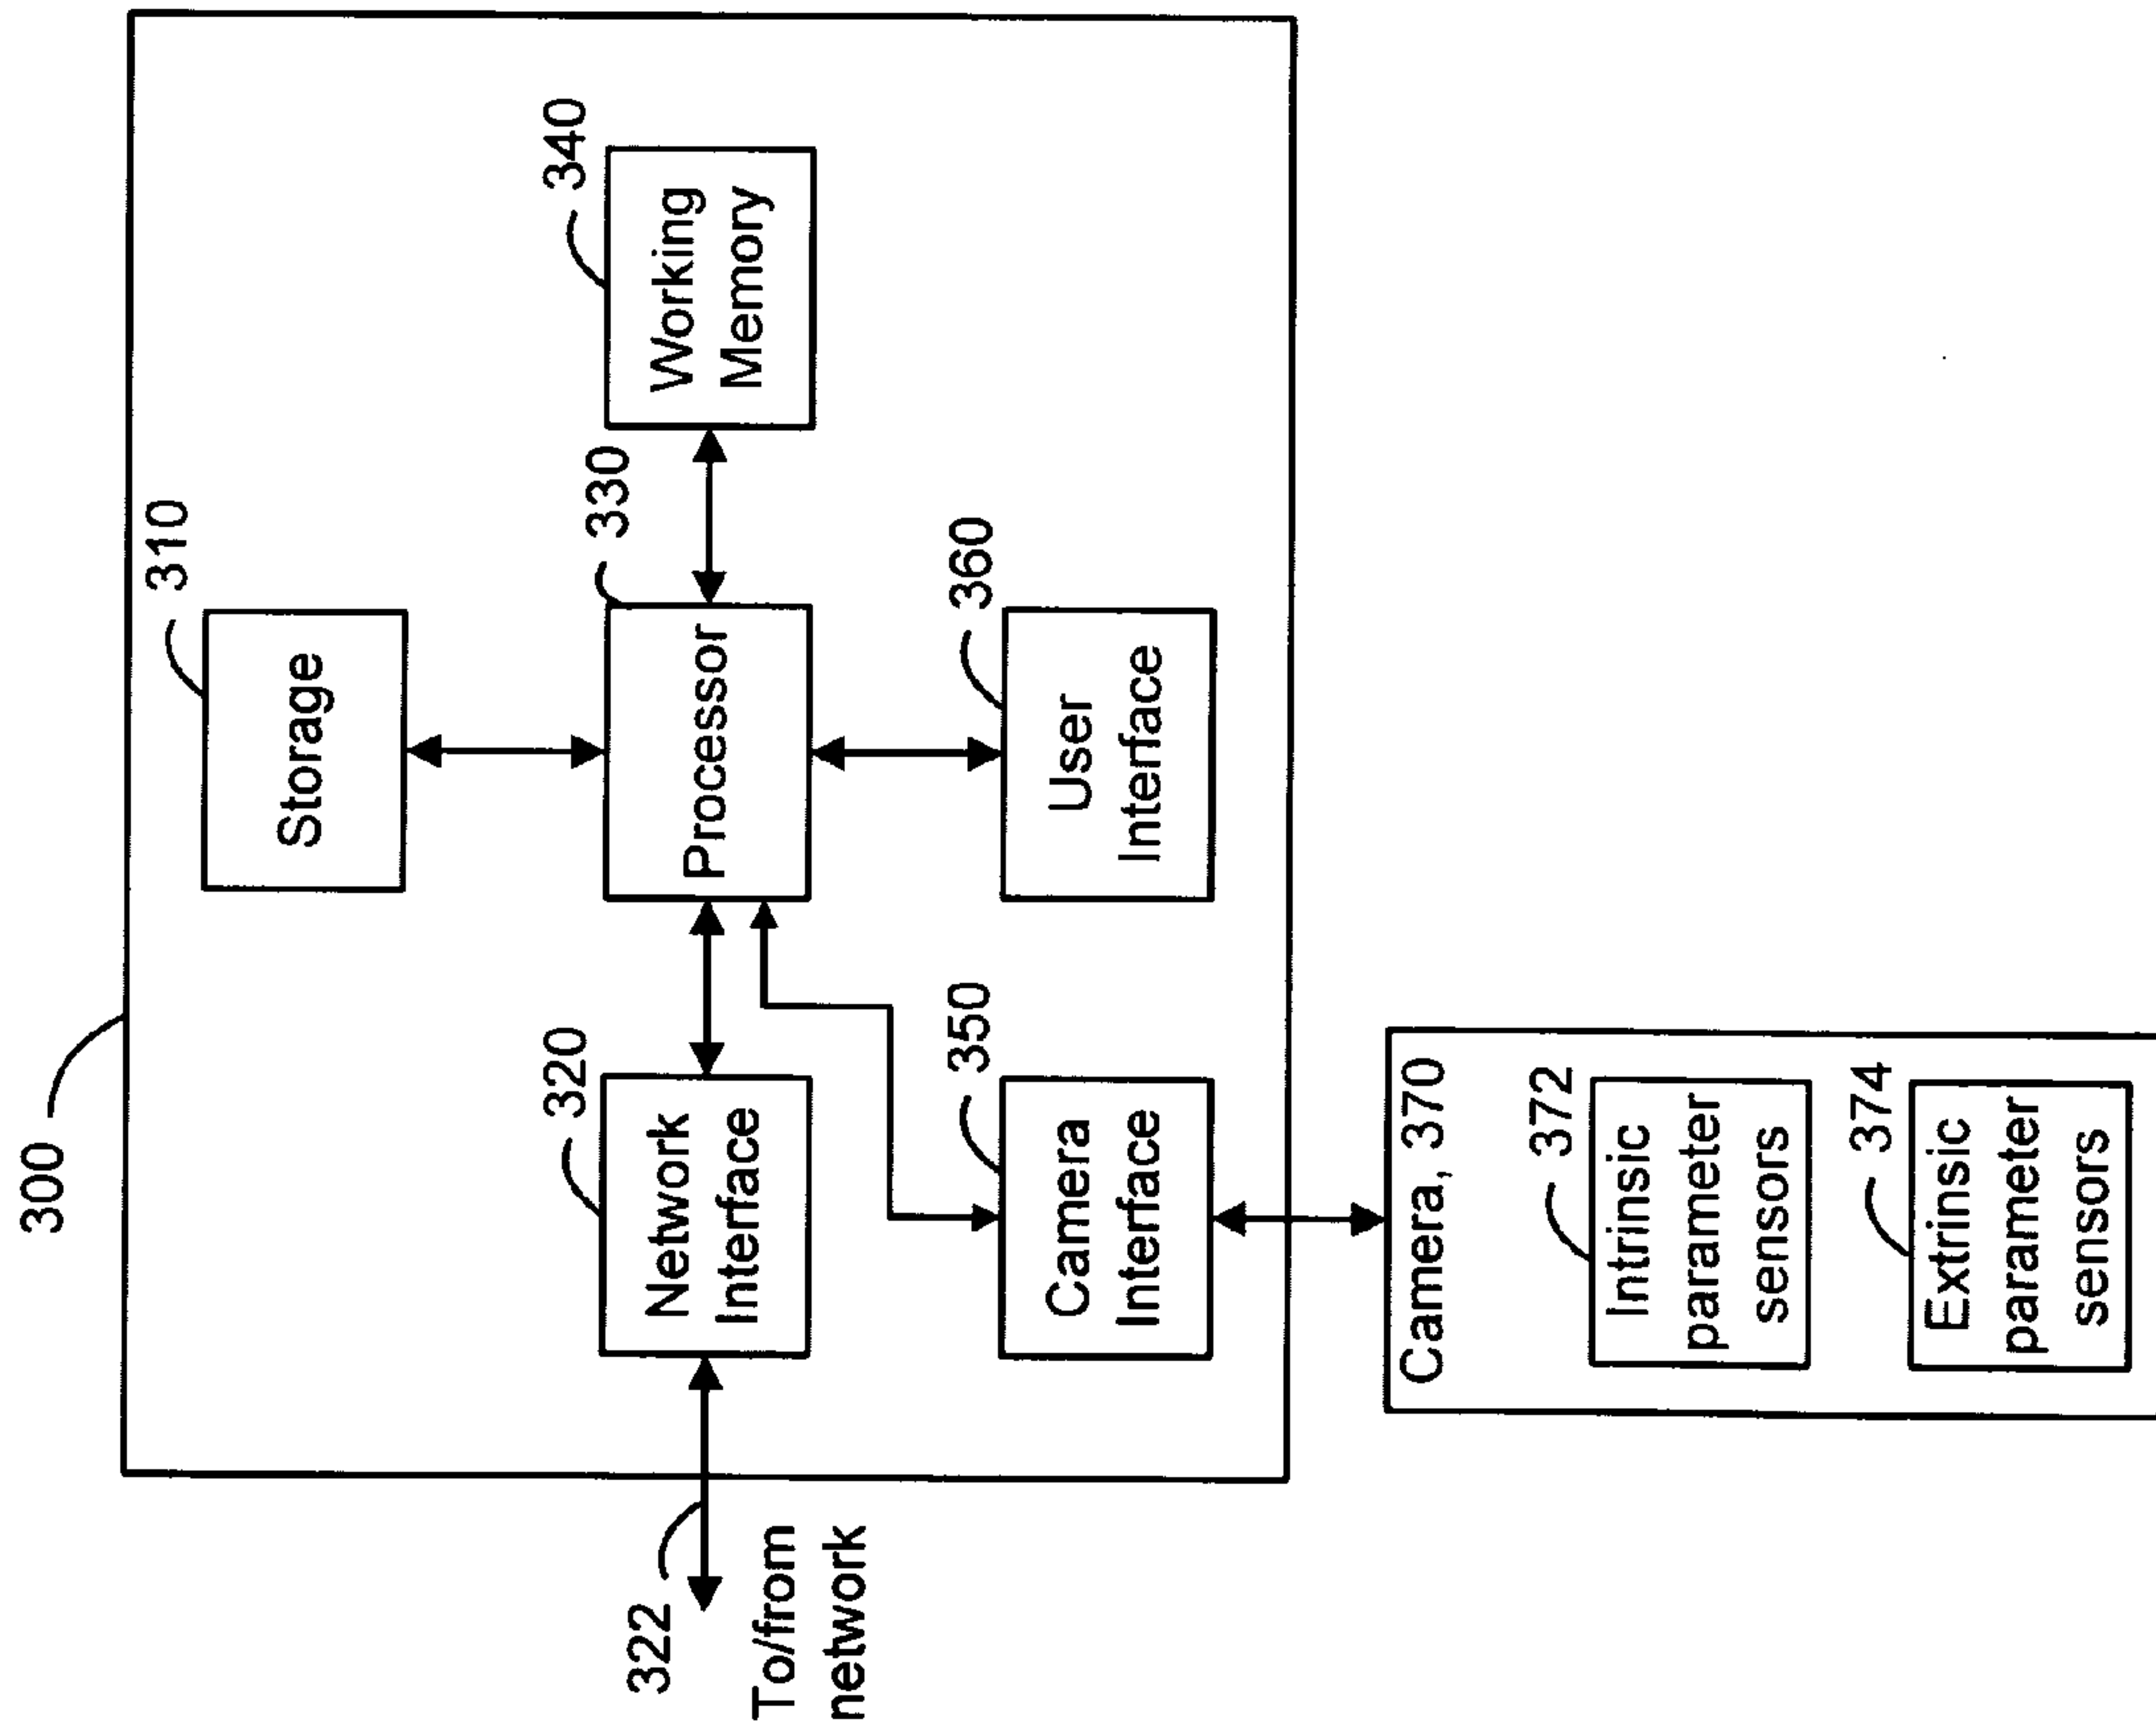 300
310
Storage
320
Network
Interface
330
Processor
340
Working
Memory
322
To/from
network
350
Camera
Interface
360
User
Interface
Camera, 370
372
Intrinsic
parameter
sensors
374
Extrinsic
parameter
sensors